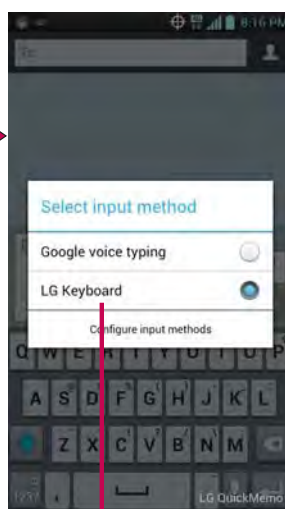 8:16 PM
To
Select input method
Google voice typing
LG Keyboard
Configure input methods
Q W E R T Y U I O P
A S D F G H J K L
Z X C V B N M
LG QuickMemo